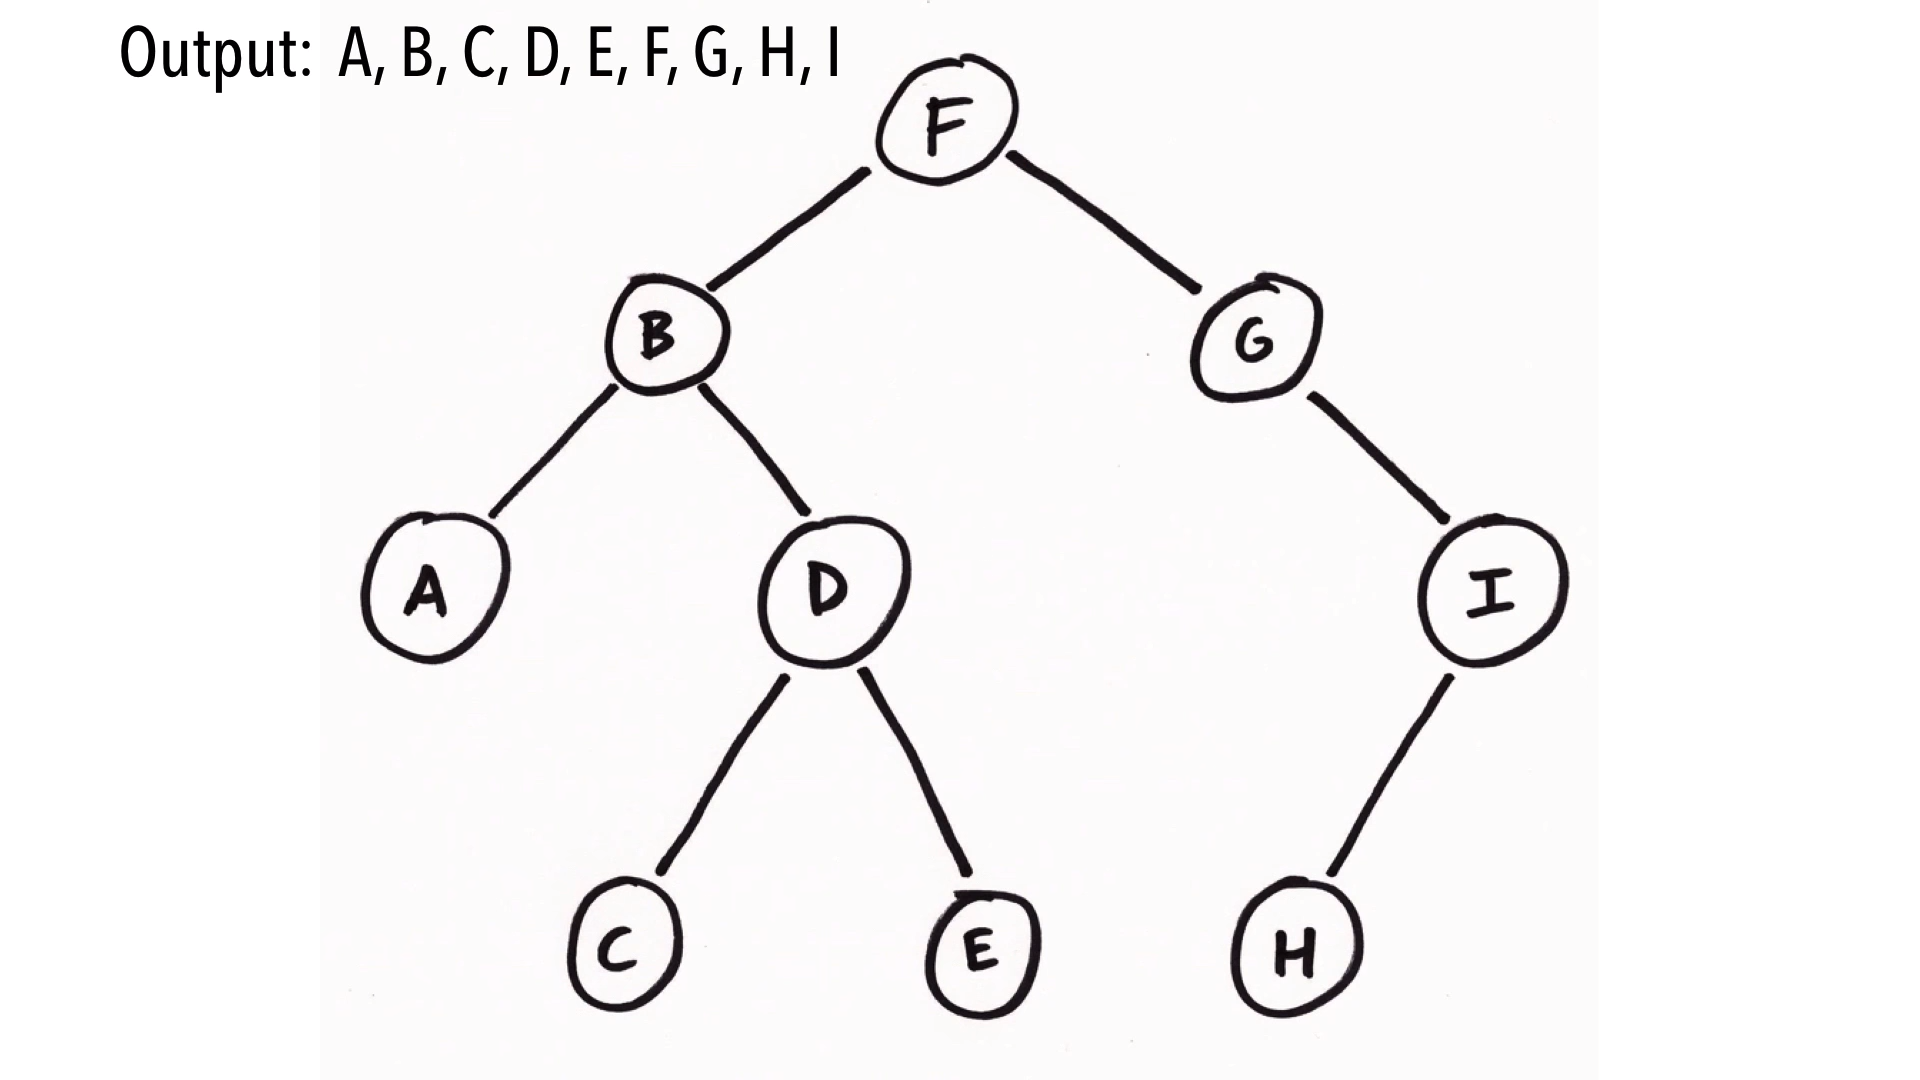 Output: A, B, C, D, E, F, G, H, I
F
B
G
A
D
I
C
E
H